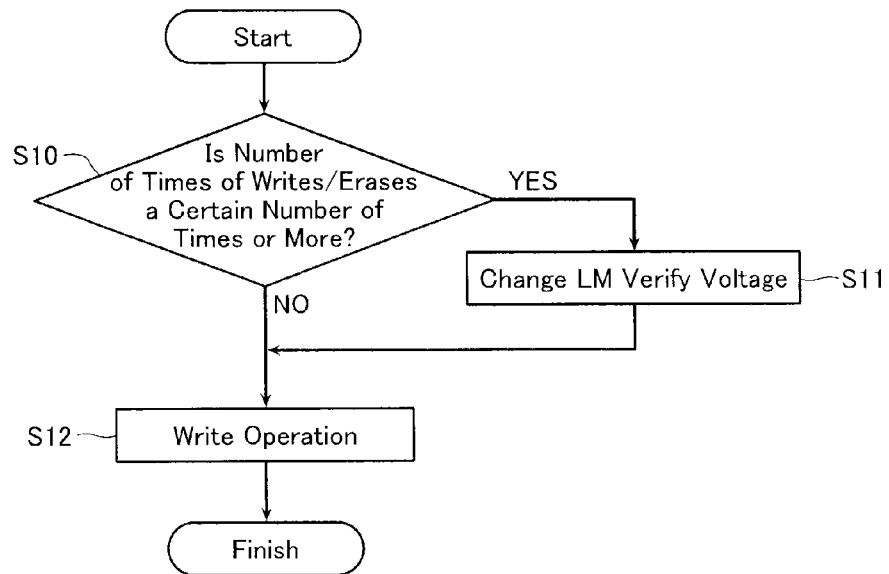 Start
S10
Is Number
of Times of Writes/Erases
a Certain Number of
Times or More?
YES
Change LM Verify Voltage
S11
NO
S12
Write Operation
Finish